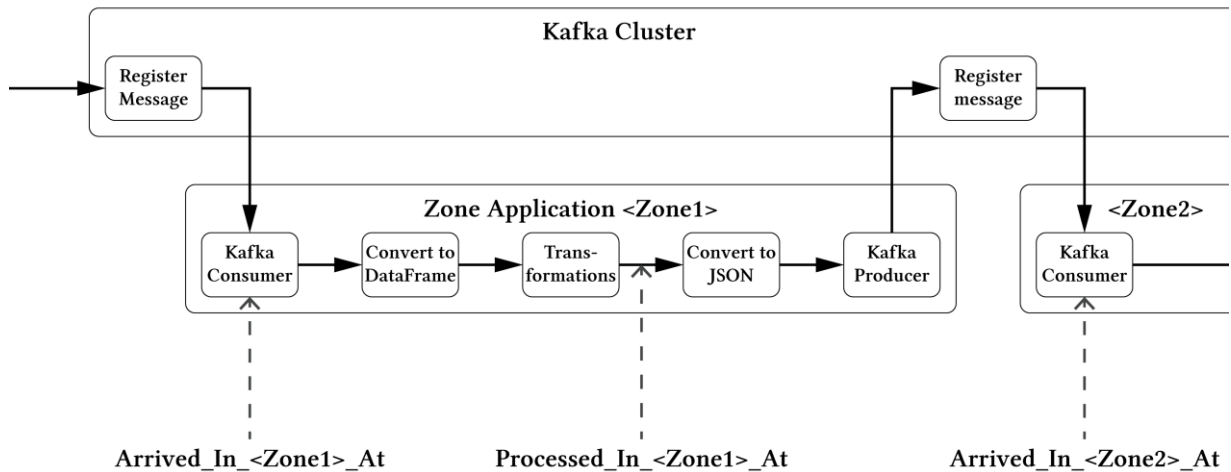 Kafka Cluster
Register
Message
Register
message
Zone Application <Zone1>
<Zone2>
Kafka
Consumer
Convert to
DataFrame
Trans-
formations
Convert to
JSON
Kafka
Producer
Kafka
Consumer
Arrived_In_<Zone1>_At
Processed_In_<Zone1>_At
Arrived_In_<Zone2>_At